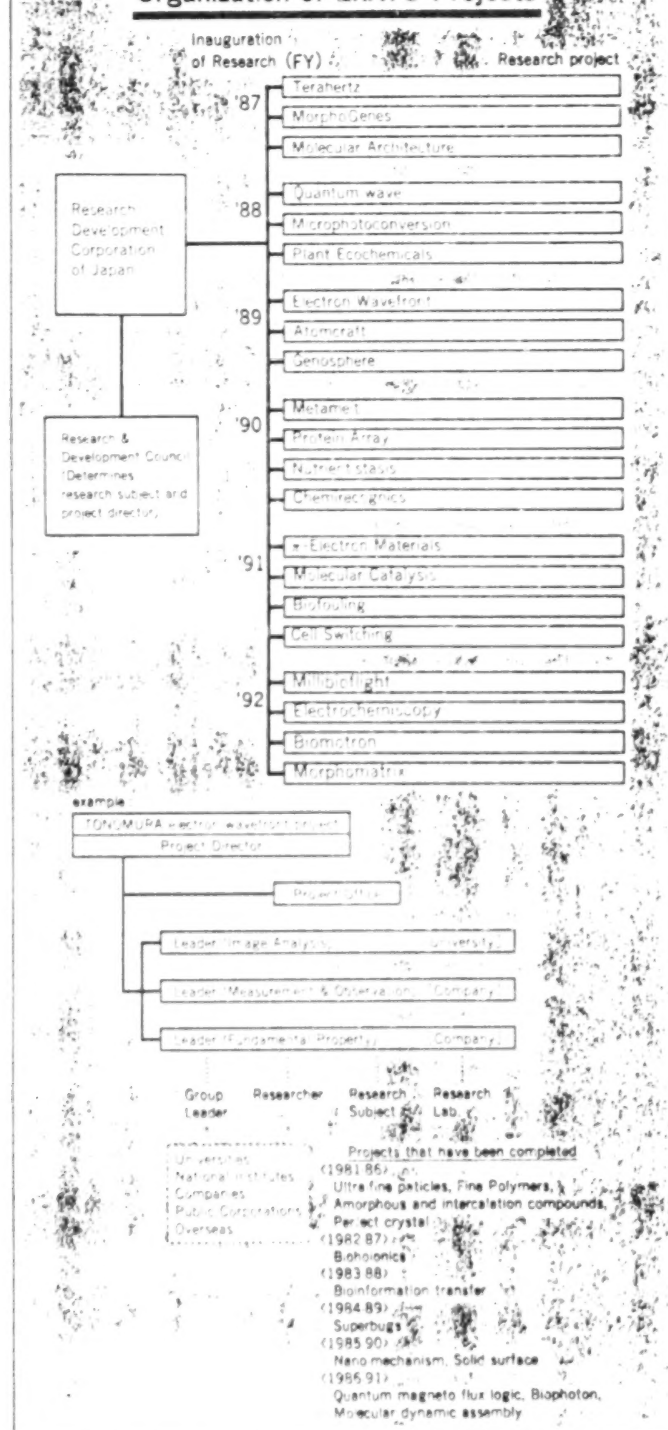 Organization of ERATO Projects
Inauguration
of Research (FY)
Research project
'87
Terahertz
MorphoGenes
Molecular Architecture
Research
Development
Corporation
of Japan
'88
Quantum wave
Microphotoconversion
Plant Ecochemicals
'89
Electron Wavefront
Atomcraft
Genosphere
Research &
Development Council
(Determines
research subject and
project director)
'90
Metamelt
Protein Array
Nutrient stasis
Chemirecognics
'91
π-Electron Materials
Molecular Catalysis
Biofouling
Cell Switching
'92
Millibioflight
Electrochemiscopy
Biomotron
Morphomatrix
example
TONOMURA electron wavefront project
Project Director
Project Office
Leader (Image Analysis, University)
Leader (Measurement & Observation, Company)
Leader (Fundamental Property, Company)
Group Leader
Researcher
Research Subject
Research Lab.
Universities
National Institutes
Companies
Public Corporations
Overseas
Projects that have been completed
(1981 86)
Ultra fine paticles, Fine Polymers,
Amorphous and intercalation compounds,
Perfect crystal
(1982 87)
Bioholonics
(1983 88)
Bioinformation transfer
(1984 89)
Superbugs
(1985 90)
Nano mechanism, Solid surface
(1986 91)
Quantum magneto flux logic, Biophoton,
Molecular dynamic assembly